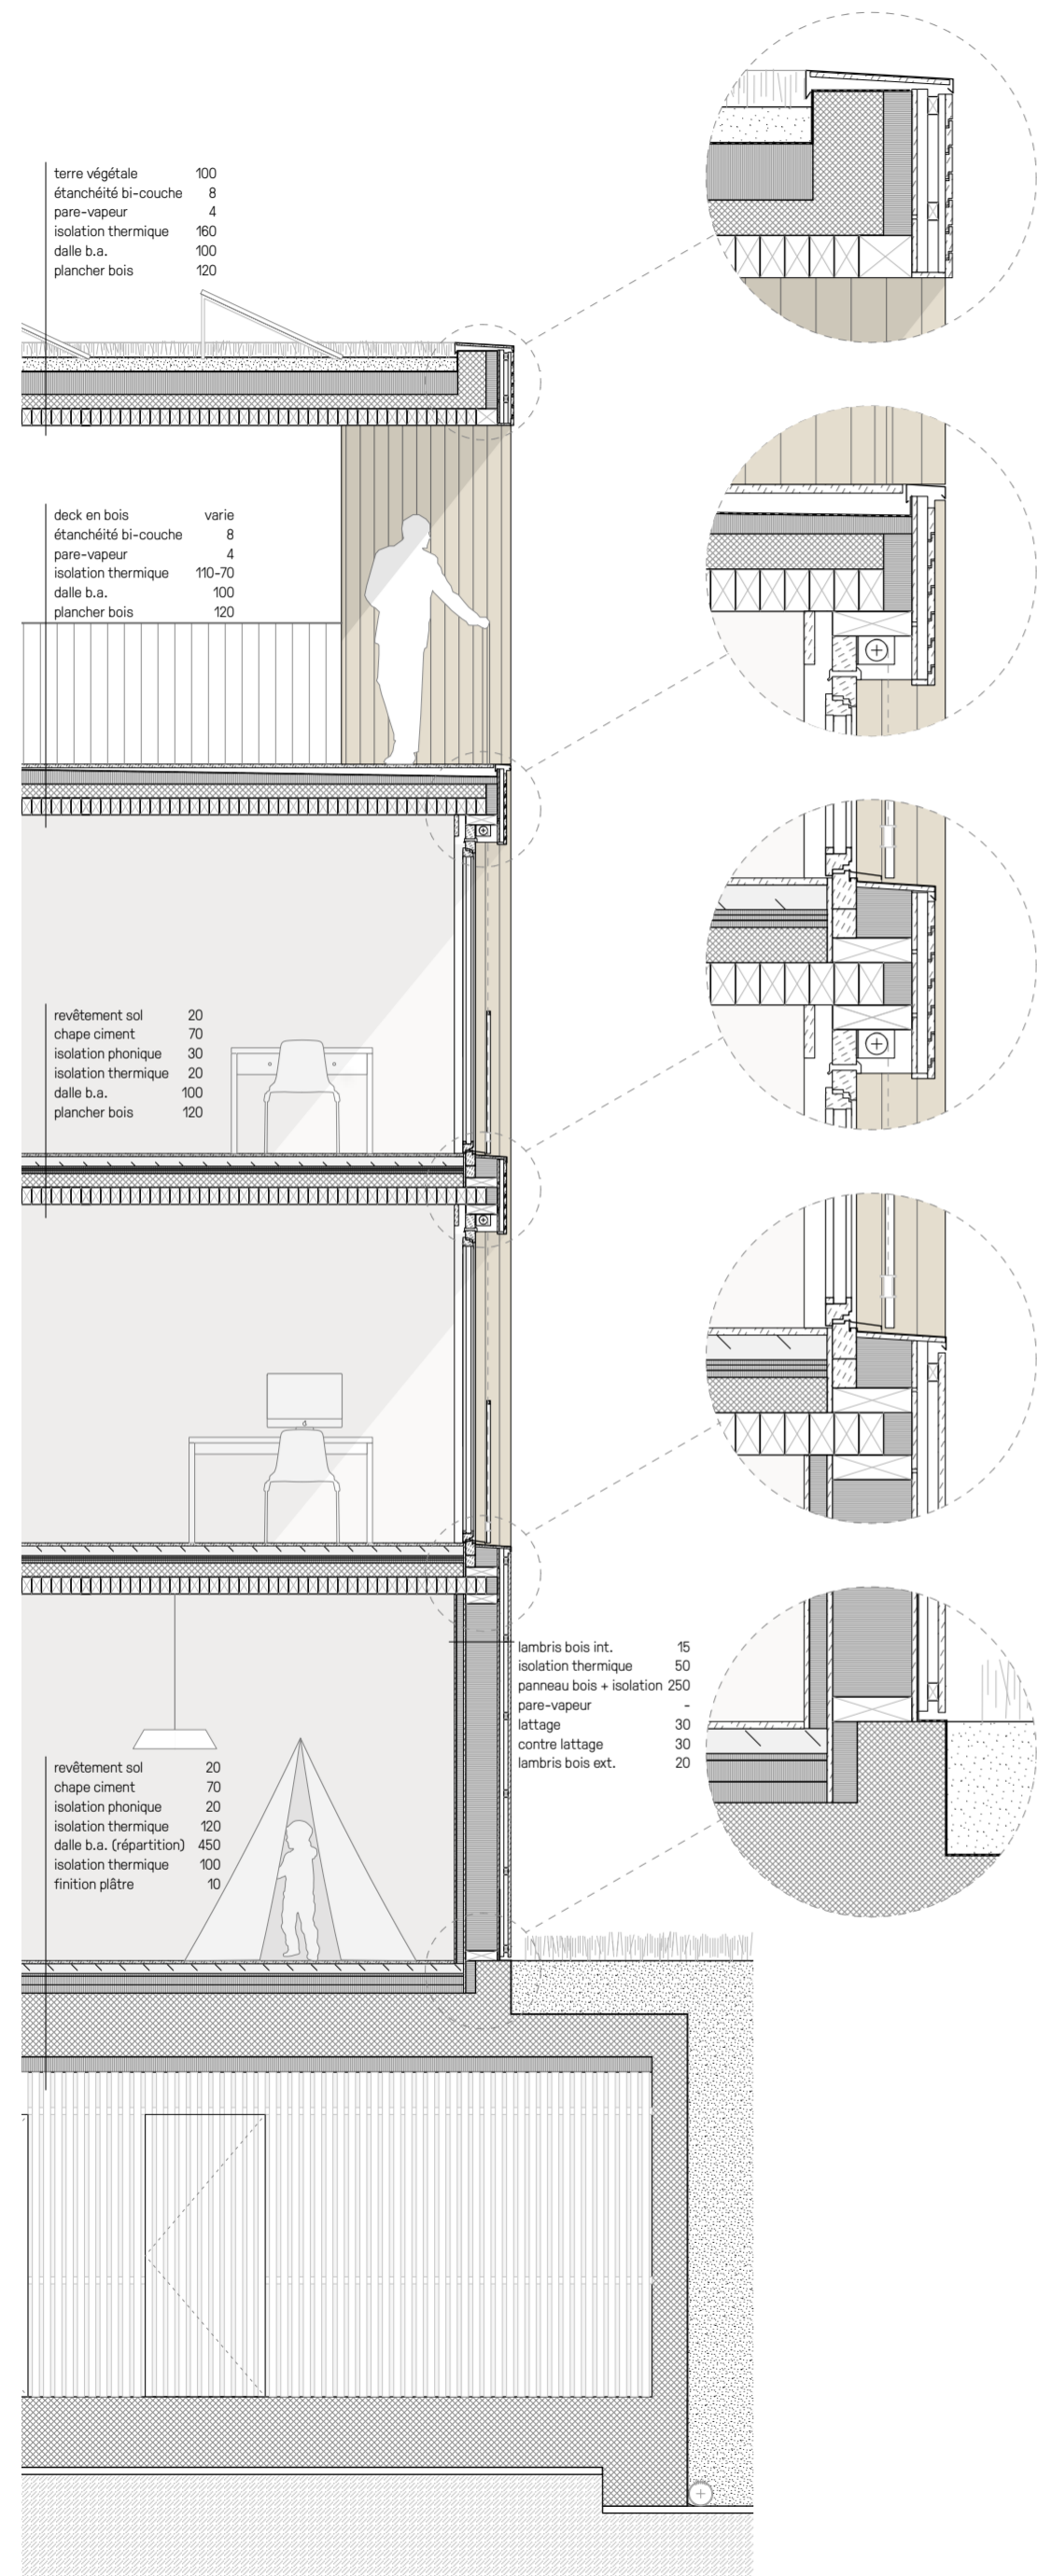 terre végétale 100
étanchéité bi-couche 8
pare-vapeur 4
isolation thermique 160
dalle b.a. 100
plancher bois 120
deck en bois varie
étanchéité bi-couche 8
pare-vapeur 4
isolation thermique 110-70
dalle b.a. 100
plancher bois 120
revêtement sol 20
chape ciment 70
isolation phonique 30
isolation thermique 20
dalle b.a. 100
plancher bois 120
lambris bois int. 15
isolation thermique 50
panneau bois + isolation 250
pare-vapeur -
lattage 30
contre lattage 30
lambris bois ext. 20
revêtement sol 20
chape ciment 70
isolation phonique 20
isolation thermique 120
dalle b.a. (répartition) 450
isolation thermique 100
finition plâtre 10